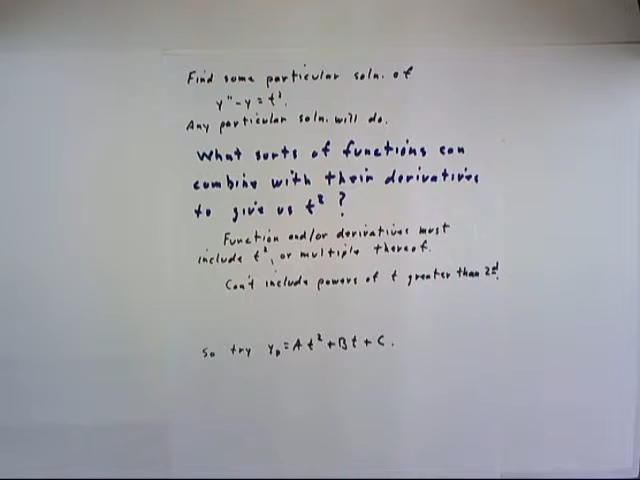 Find some particular soln. of
y'' - y = t².
Any particular soln. will do.
What sorts of functions can
combine with their derivatives
to give us t²?
Function and/or derivatives must
include t², or multiple thereof.
Can't include powers of t greater than 2nd.
So try yₚ = At² + Bt + C.